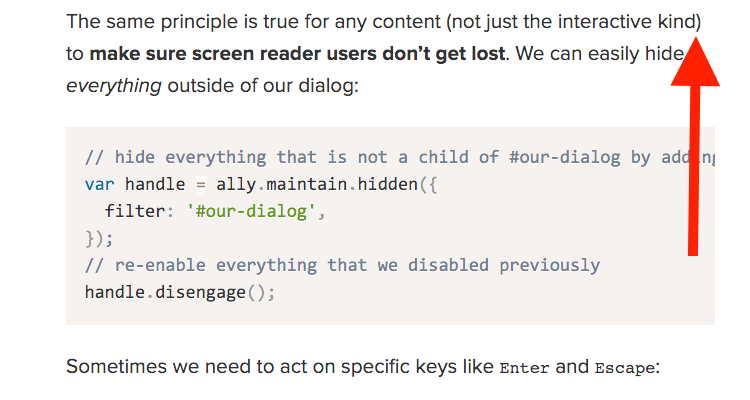 The same principle is true for any content (not just the interactive kind)
to make sure screen reader users don’t get lost. We can easily hide
everything outside of our dialog:
// hide everything that is not a child of #our-dialog by adding
var handle = ally.maintain.hidden({
  filter: '#our-dialog',
});
// re-enable everything that we disabled previously
handle.disengage();
Sometimes we need to act on specific keys like Enter and Escape: